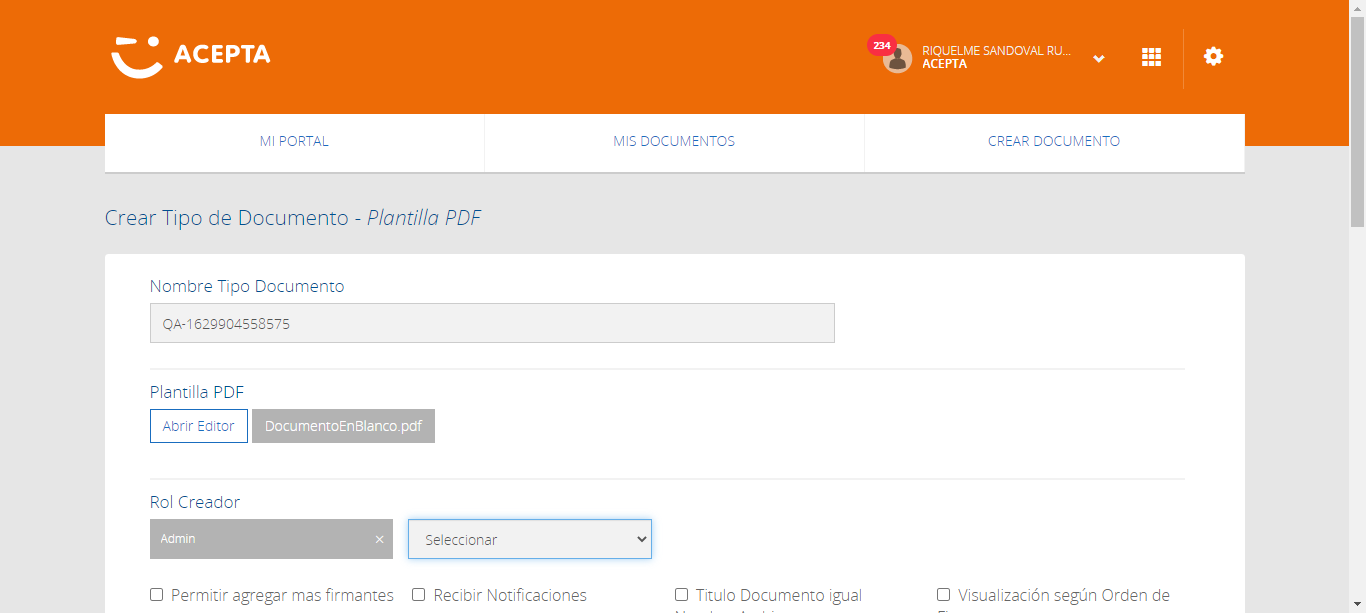 ACEPTA
234
RIQUELME SANDOVAL RU...
ACEPTA
MI PORTAL
MIS DOCUMENTOS
CREAR DOCUMENTO
Crear Tipo de Documento - Plantilla PDF
Nombre Tipo Documento
QA-1629904558575
Plantilla PDF
Abrir Editor
DocumentoEnBlanco.pdf
Rol Creador
Admin ×
Seleccionar
Permitir agregar mas firmantes
Recibir Notificaciones
Titulo Documento igual
Visualización según Orden de